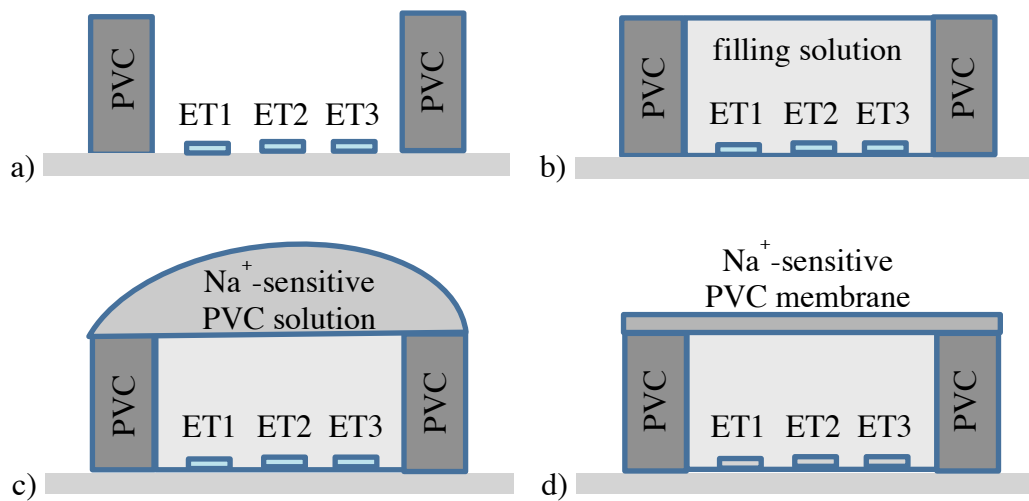 PVC
ET1 ET2 ET3
PVC
a)
PVC
filling solution
ET1 ET2 ET3
PVC
b)
Na⁺-sensitive
PVC solution
PVC
ET1 ET2 ET3
PVC
c)
Na⁺-sensitive
PVC membrane
PVC
ET1 ET2 ET3
PVC
d)